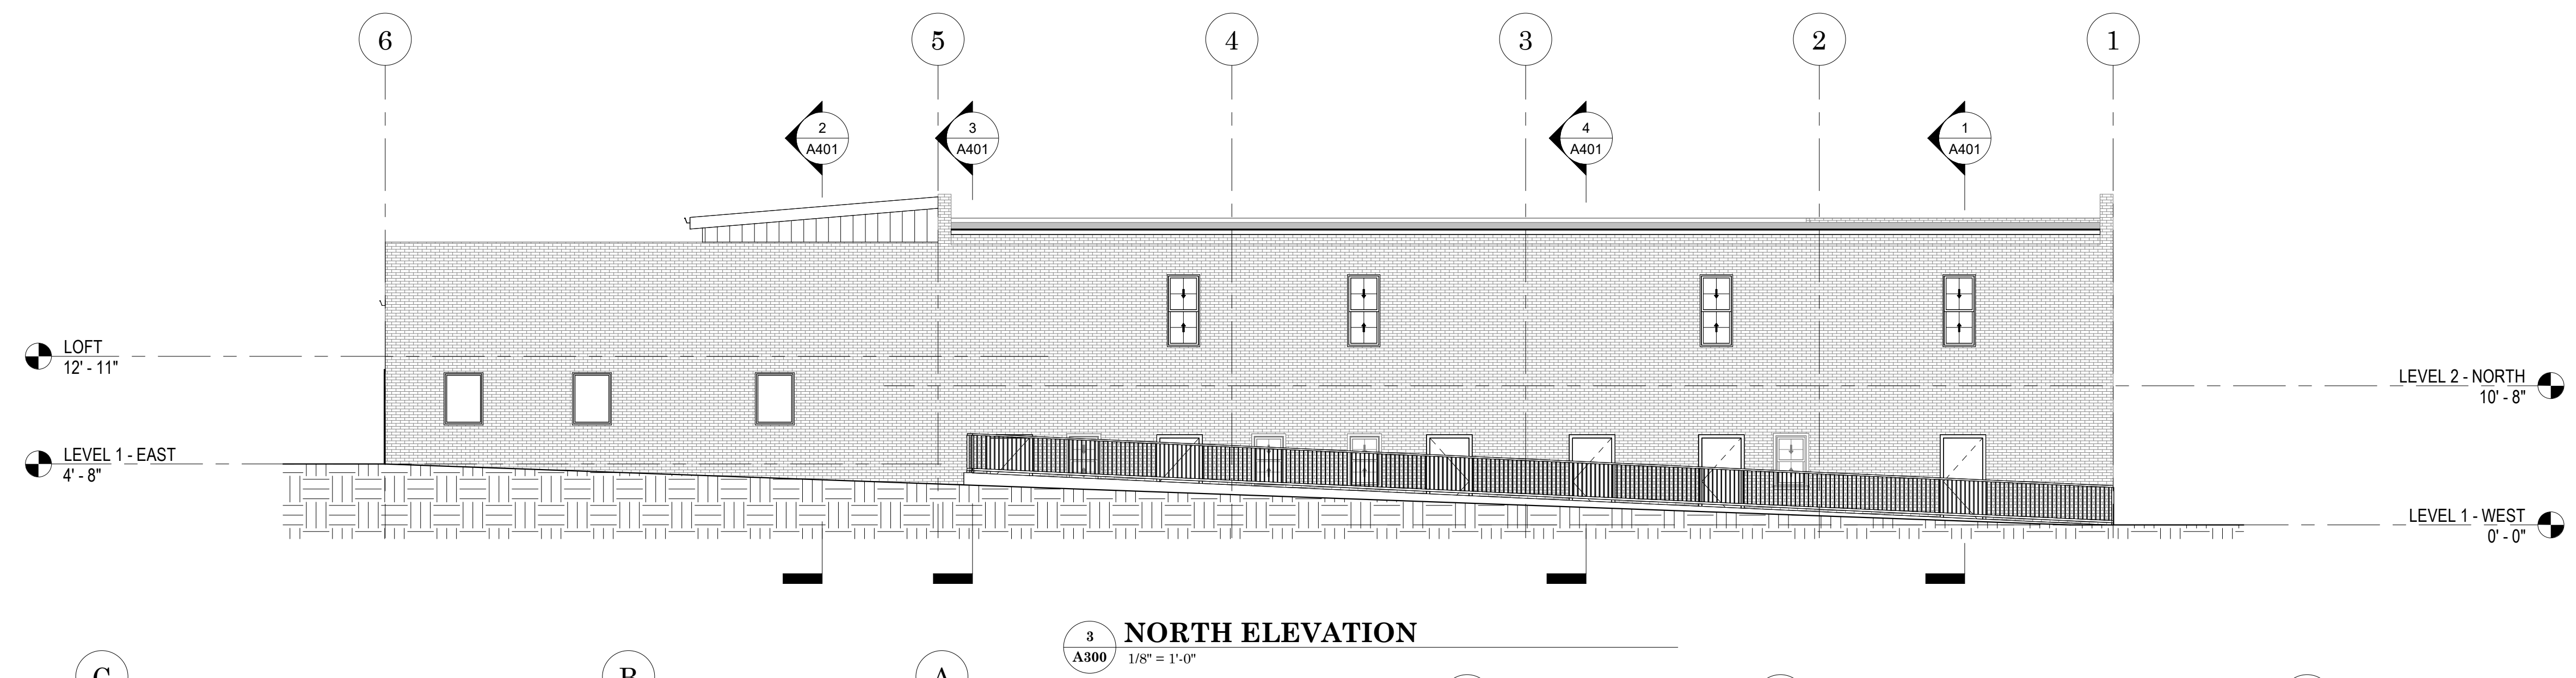 6
5
4
3
2
1
2
A401
3
A401
4
A401
1
A401
LOFT
12' - 11"
LEVEL 2 - NORTH
10' - 8"
LEVEL 1 - EAST
4' - 8"
LEVEL 1 - WEST
0' - 0"
3
A300
NORTH ELEVATION
1/8" = 1'-0"
C
B
A